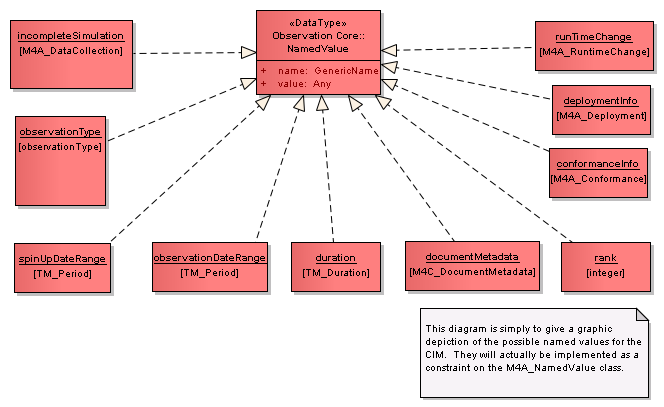 incompleteSimulation
[M4A_DataCollection]
«DataType»
Observation Core::
NamedValue
+ name: GenericName
+ value: Any
runTimeChange
[M4A_RuntimeChange]
deploymentInfo
[M4A_Deployment]
observationType
[observationType]
conformanceInfo
[M4A_Conformance]
spinUpDateRange
[TM_Period]
observationDateRange
[TM_Period]
duration
[TM_Duration]
documentMetadata
[M4C_DocumentMetadata]
rank
[integer]
This diagram is simply to give a graphic
depiction of the possible named values for the
CIM. They will actually be implemented as a
constraint on the M4A_NamedValue class.